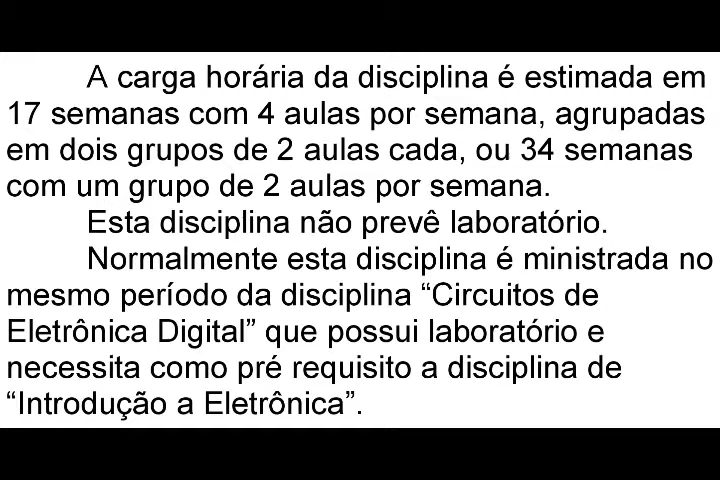 A carga horária da disciplina é estimada em
17 semanas com 4 aulas por semana, agrupadas
em dois grupos de 2 aulas cada, ou 34 semanas
com um grupo de 2 aulas por semana.
Esta disciplina não prevê laboratório.
Normalmente esta disciplina é ministrada no
mesmo período da disciplina “Circuitos de
Eletrônica Digital” que possui laboratório e
necessita como pré requisito a disciplina de
“Introdução a Eletrônica”.